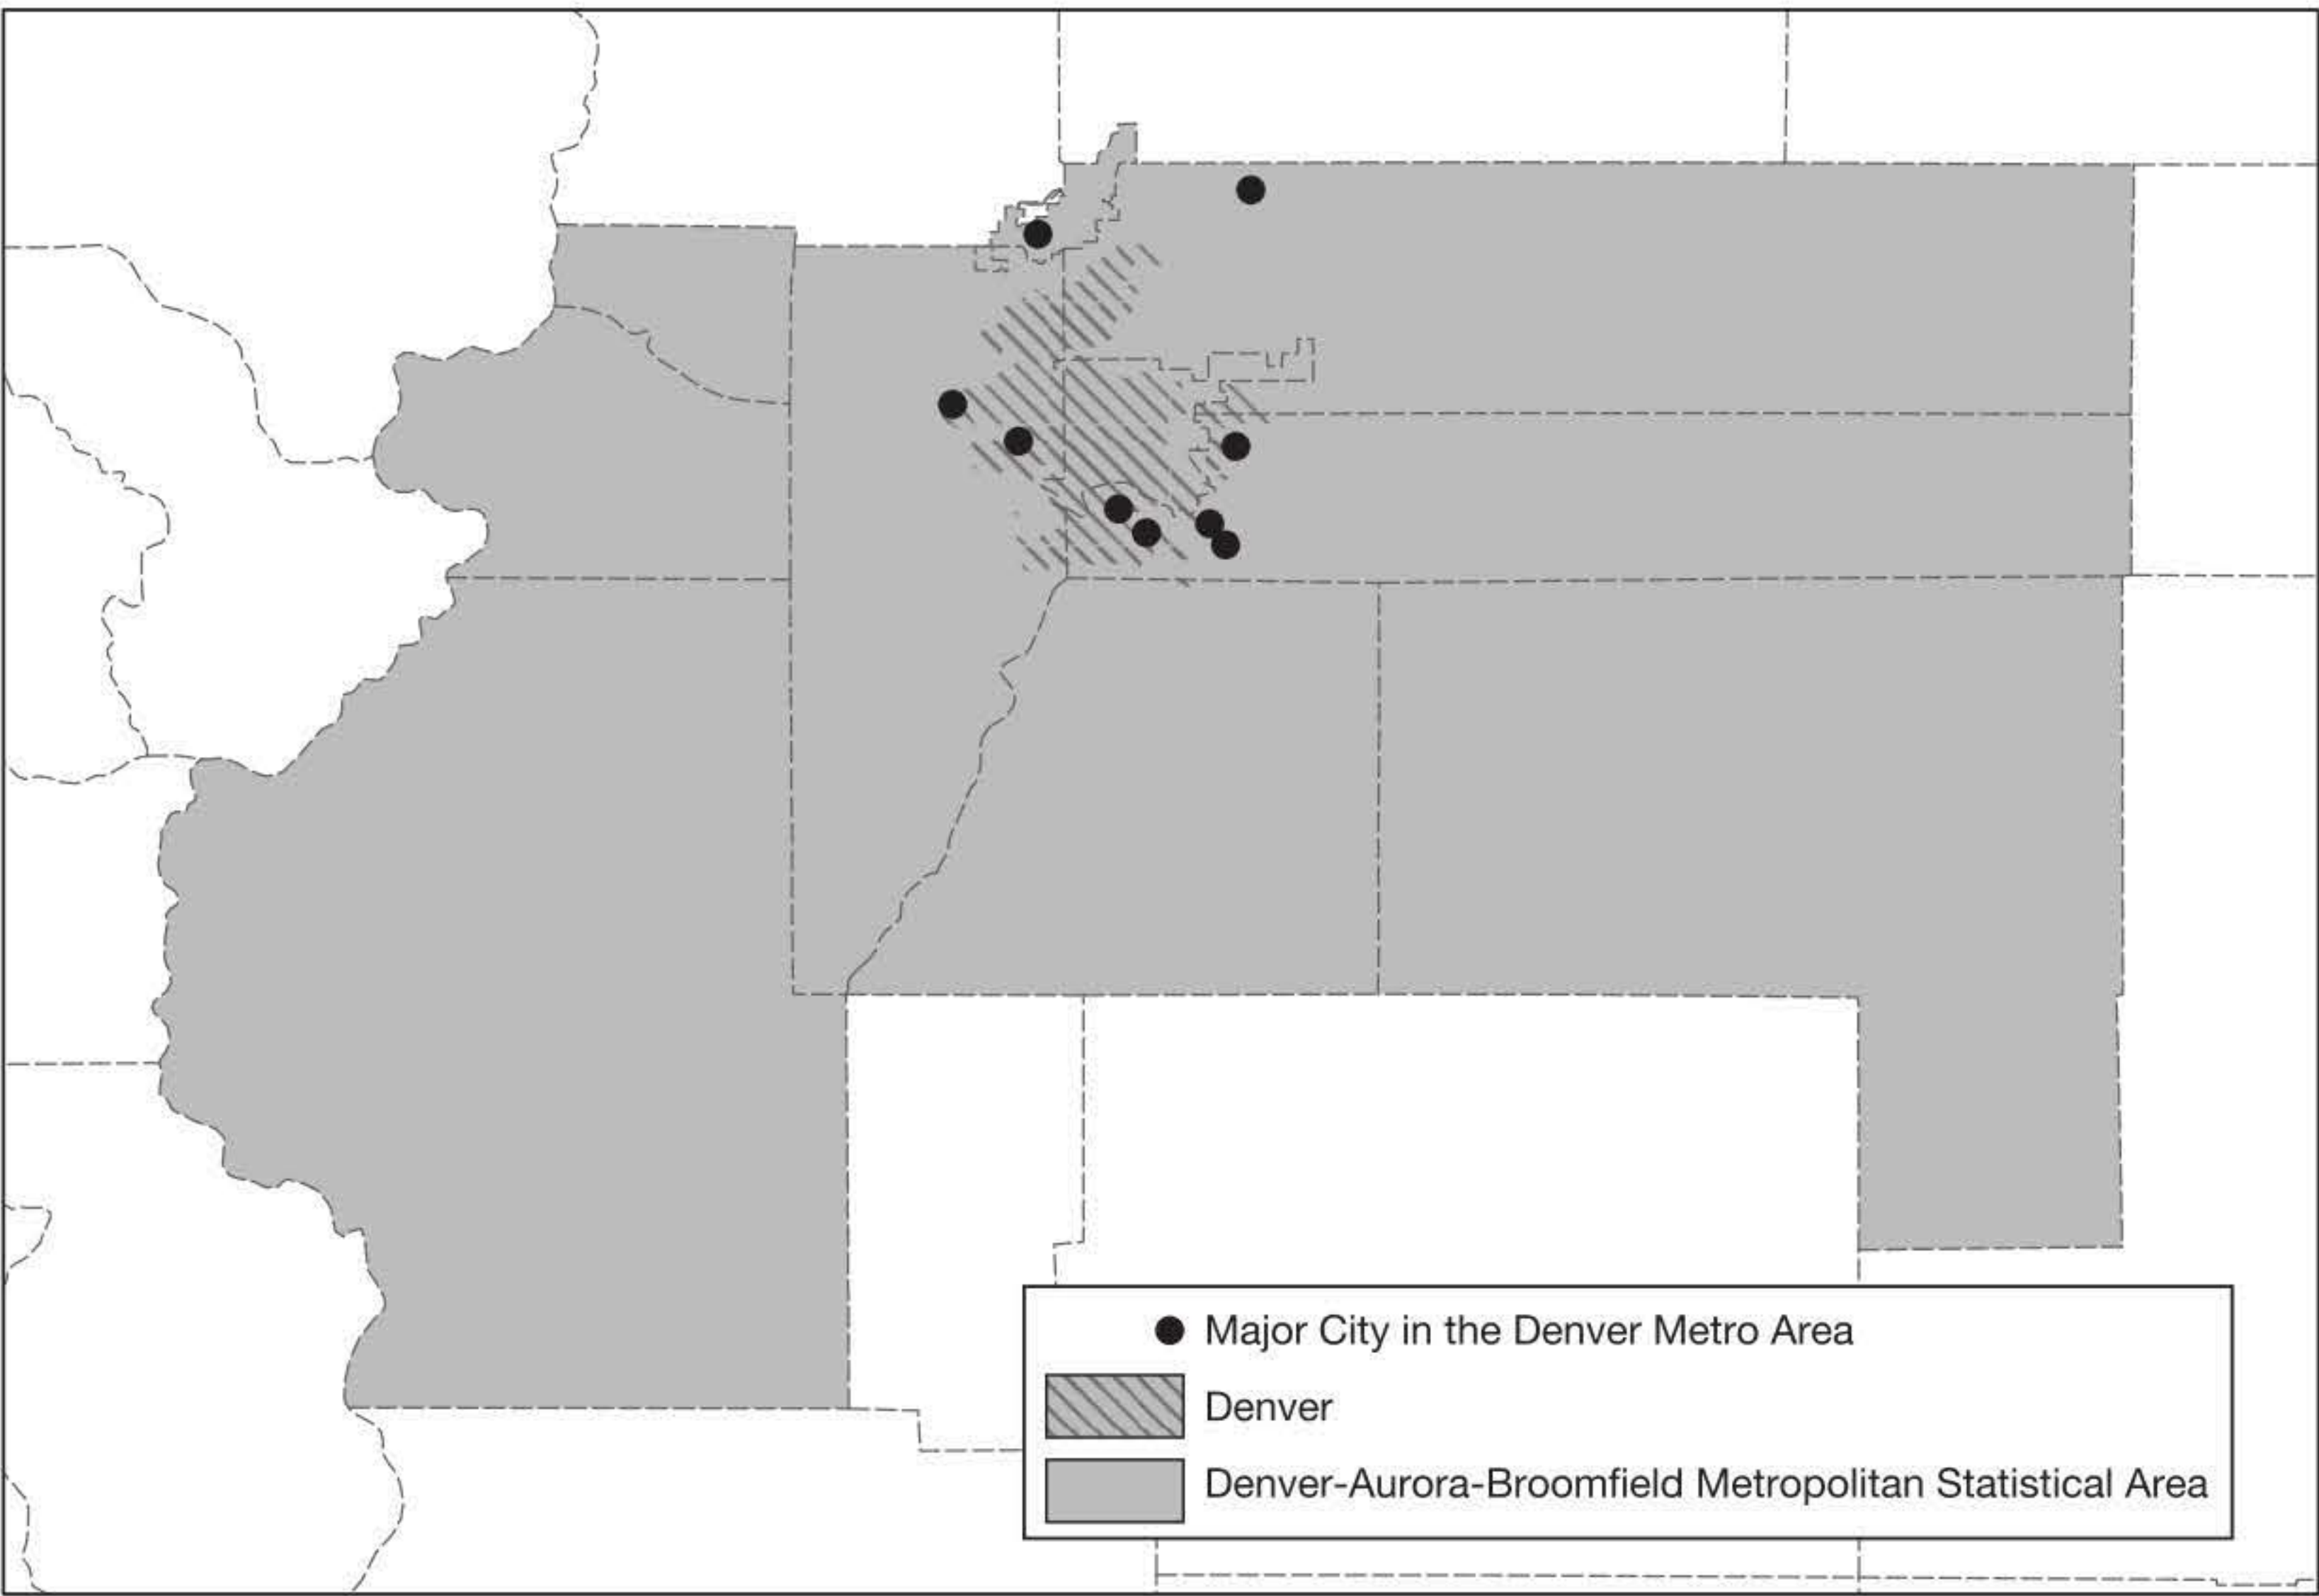 Major City in the Denver Metro Area
Denver
Denver-Aurora-Broomfield Metropolitan Statistical Area